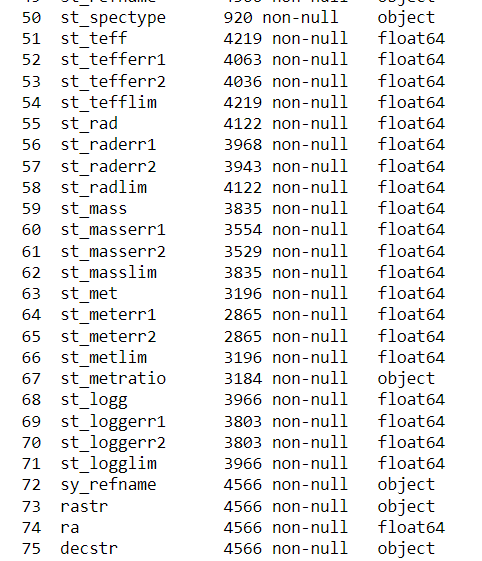 50 st_spectype 920 non-null object
51 st_teff 4219 non-null float64
52 st_tefferr1 4063 non-null float64
53 st_tefferr2 4036 non-null float64
54 st_tefflim 4219 non-null float64
55 st_rad 4122 non-null float64
56 st_raderr1 3968 non-null float64
57 st_raderr2 3943 non-null float64
58 st_radlim 4122 non-null float64
59 st_mass 3835 non-null float64
60 st_masserr1 3554 non-null float64
61 st_masserr2 3529 non-null float64
62 st_masslim 3835 non-null float64
63 st_met 3196 non-null float64
64 st_meterr1 2865 non-null float64
65 st_meterr2 2865 non-null float64
66 st_metlim 3196 non-null float64
67 st_metratio 3184 non-null object
68 st_logg 3966 non-null float64
69 st_loggerr1 3803 non-null float64
70 st_loggerr2 3803 non-null float64
71 st_logglim 3966 non-null float64
72 sy_refname 4566 non-null object
73 rastr 4566 non-null object
74 ra 4566 non-null float64
75 decstr 4566 non-null object